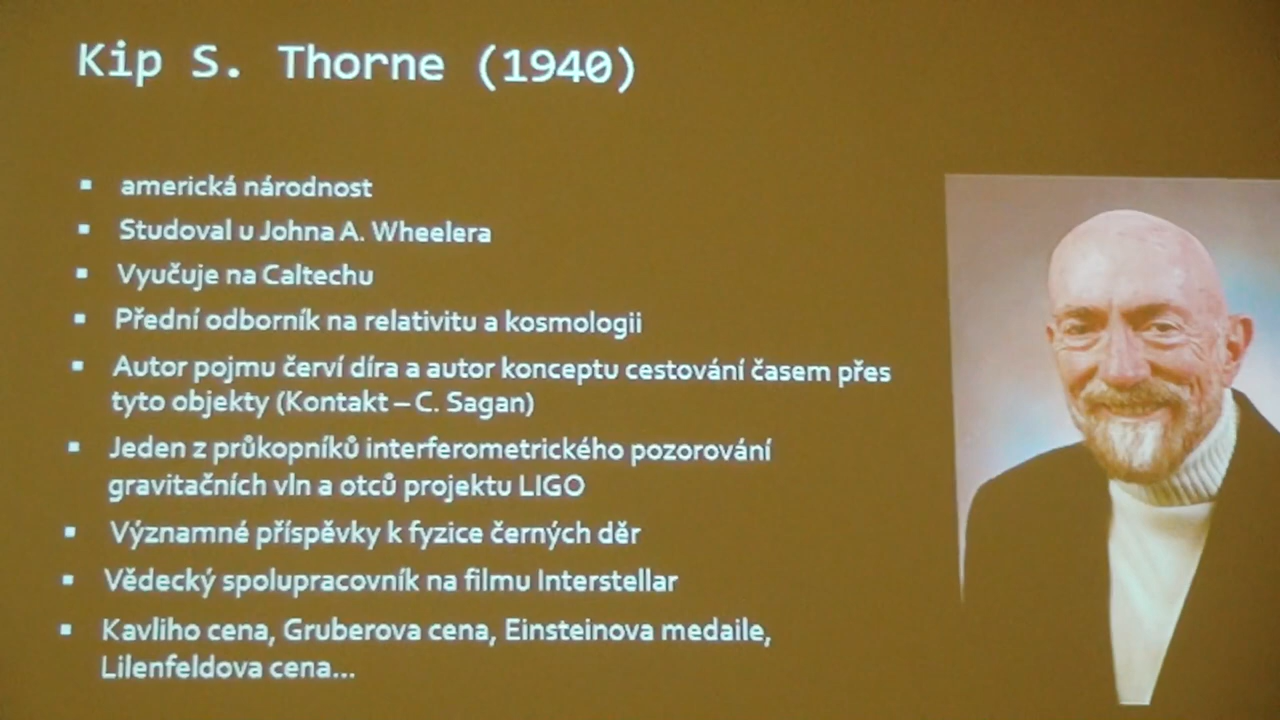 Kip S. Thorne (1940)
americká národnost
Studoval u Johna A. Wheelera
Vyučuje na Caltechu
Přední odborník na relativitu a kosmologii
Autor pojmu červí díra a autor konceptu cestování časem přes
tyto objekty (Kontakt – C. Sagan)
Jeden z průkopníků interferometrického pozorování
gravitačních vln a otců projektu LIGO
Významné příspěvky k fyzice černých děr
Vědecký spolupracovník na filmu Interstellar
Kavliho cena, Gruberova cena, Einsteinova medaile,
Lilenfeldova cena...